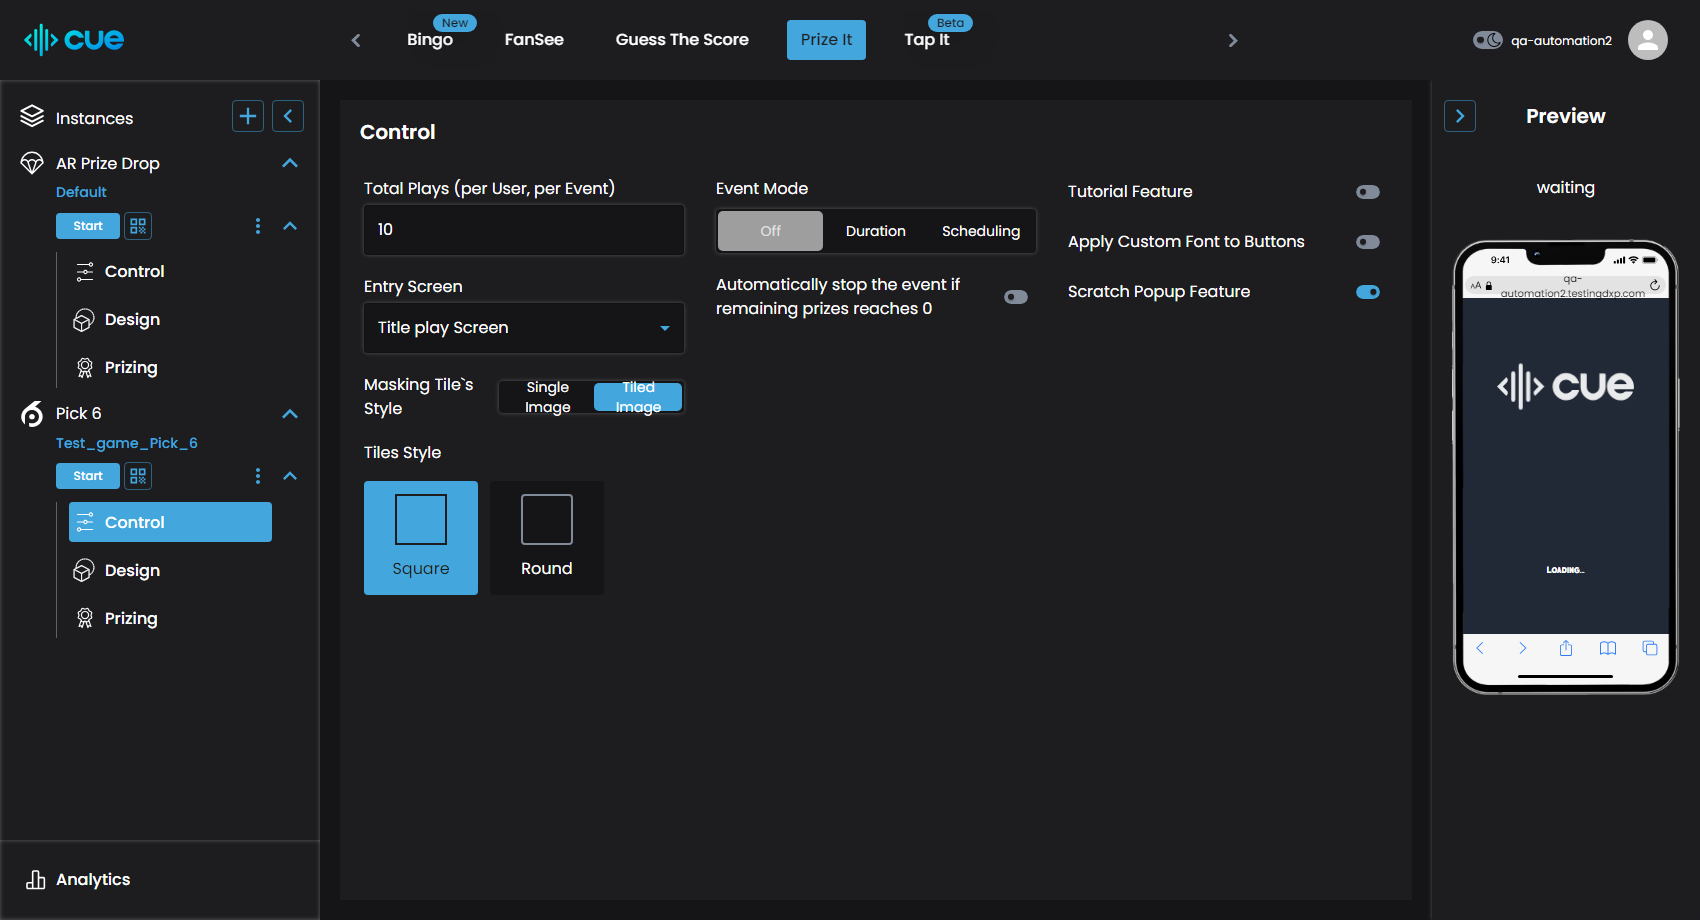 cue
Bingo
New
FanSee
Guess The Score
Prize It
Tap It
Beta
qa-automation2
Instances
AR Prize Drop
Default
Start
Control
Design
Prizing
Pick 6
Test_game_Pick_6
Start
Control
Design
Prizing
Analytics
Control
Total Plays (per User, per Event)
10
Entry Screen
Title play Screen
Masking Tile`s
Style
Single
Image
Tiled
Image
Tiles Style
Square
Round
Event Mode
Off
Duration
Scheduling
Automatically stop the event if
remaining prizes reaches 0
Tutorial Feature
Apply Custom Font to Buttons
Scratch Popup Feature
Preview
waiting
9:41
AA
qa-
automation2.testingdxp.com
cue
LOADING...